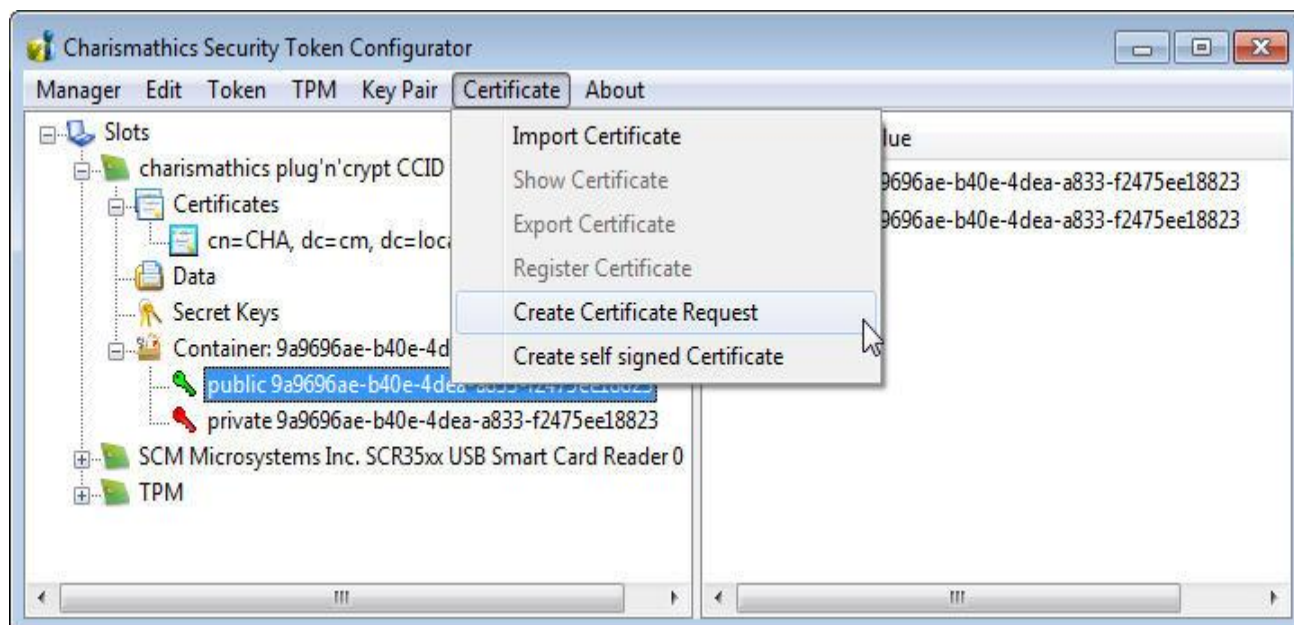 Charismathics Security Token Configurator
Manager Edit Token TPM Key Pair Certificate About
Slots
charismathics plug'n'crypt CCID
Certificates
cn=CHA, dc=cm, dc=loca
Data
Secret Keys
Container: 9a9696ae-b40e-4d
public 9a9696ae-b40e-4dea-a833-f2475ee18823
private 9a9696ae-b40e-4dea-a833-f2475ee18823
SCM Microsystems Inc. SCR35xx USB Smart Card Reader 0
TPM
Import Certificate
Show Certificate
Export Certificate
Register Certificate
Create Certificate Request
Create self signed Certificate
lue
9696ae-b40e-4dea-a833-f2475ee18823
9696ae-b40e-4dea-a833-f2475ee18823